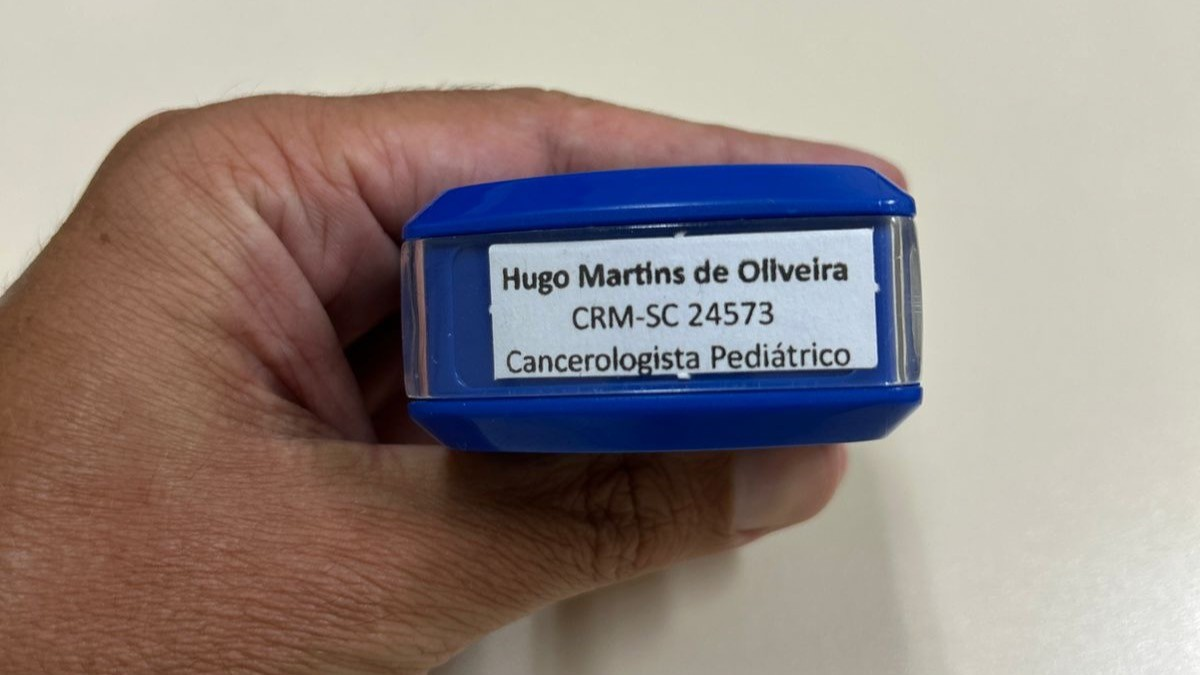 Hugo Martins de Oliveira
CRM-SC 24573
Cancerologista Pediátrico